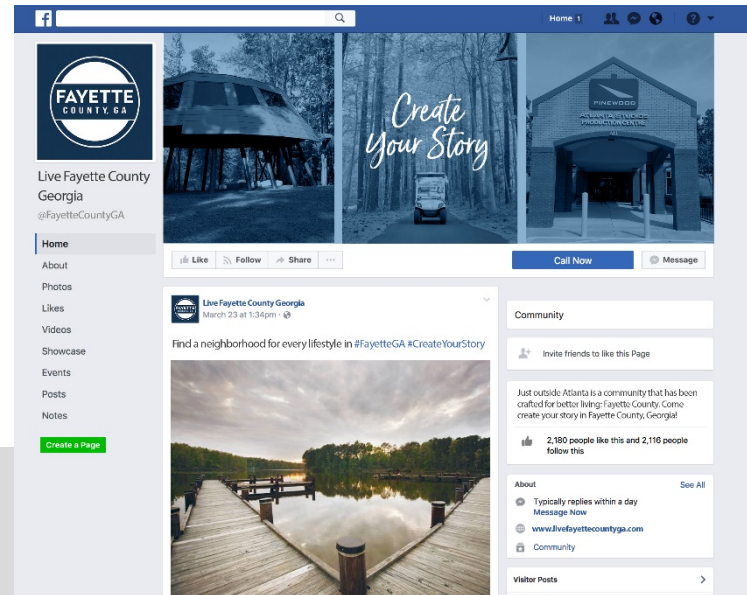 f
Home 1
?
FAYETTE
COUNTY, GA
Create
Your Story
PINEWOOD
ATLANTA STUDIOS
PRODUCTION CENTRE
Live Fayette County
Georgia
@FayetteCountyGA
Home
About
Photos
Likes
Videos
Showcase
Events
Posts
Notes
Create a Page
Like
Follow
Share
...
Call Now
Message
FAYETTE
Live Fayette County Georgia
March 23 at 1:34pm ·
Find a neighborhood for every lifestyle in #FayetteGA #CreateYourStory
Community
Invite friends to like this Page
Just outside Atlanta is a community that has been
crafted for better living: Fayette County. Come
create your story in Fayette County, Georgia!
2,180 people like this and 2,116 people
follow this
About
See All
Typically replies within a day
Message Now
www.livefayettecountyga.com
Community
Visitor Posts